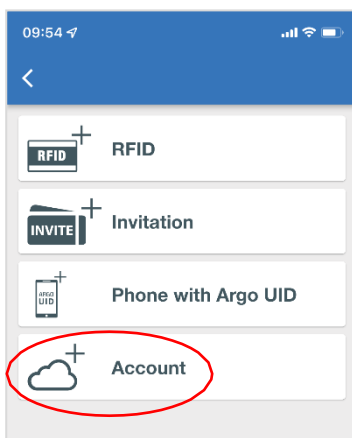 09:54
RFID
RFID
INVITE
Invitation
ARGO
UID
Phone with Argo UID
Account